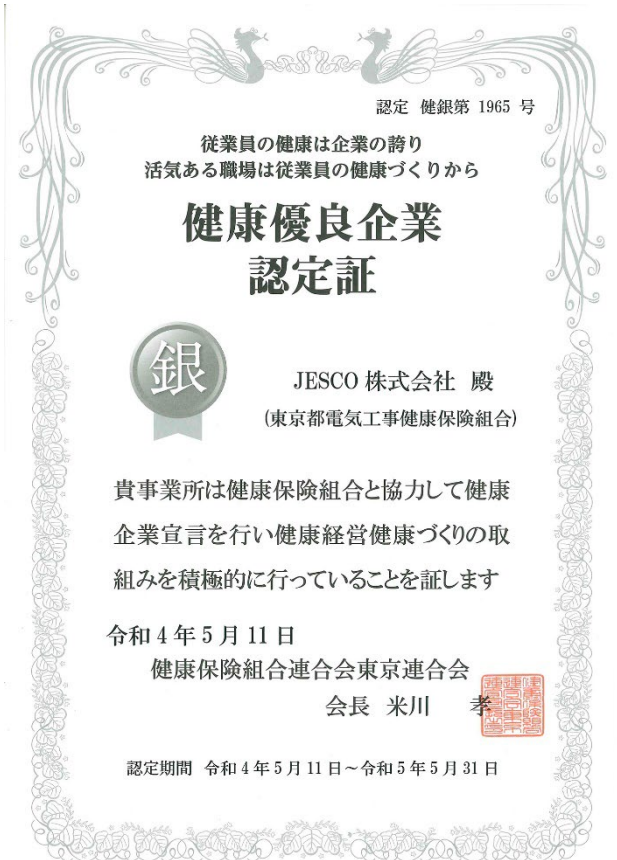 認定 健銀第 1965 号
従業員の健康は企業の誇り
活気ある職場は従業員の健康づくりから
健康優良企業
認定証
銀
JESCO 株式会社 殿
(東京都電気工事健康保険組合)
貴事業所は健康保険組合と協力して健康
企業宣言を行い健康経営健康づくりの取
組みを積極的に行っていることを証します
令和4年5月11日
健康保険組合連合会東京連合会
会長 米川 孝
認定期間 令和4年5月11日～令和5年5月31日